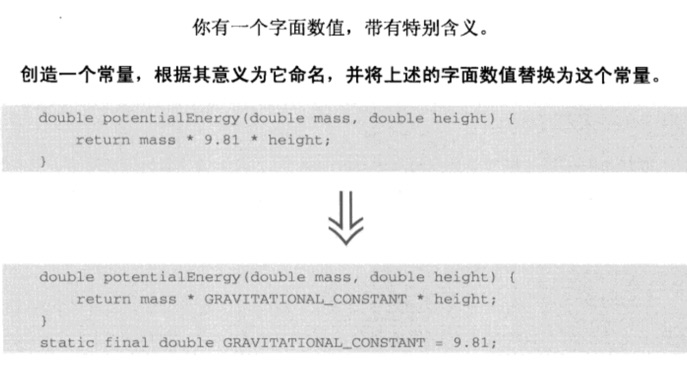 你有一个字面数值，带有特别含义。
创造一个常量，根据其意义为它命名，并将上述的字面数值替换为这个常量。
double potentialEnergy(double mass, double height) {
return mass * 9.81 * height;
}
double potentialEnergy(double mass, double height) {
return mass * GRAVITATIONAL_CONSTANT * height;
}
static final double GRAVITATIONAL_CONSTANT = 9.81;